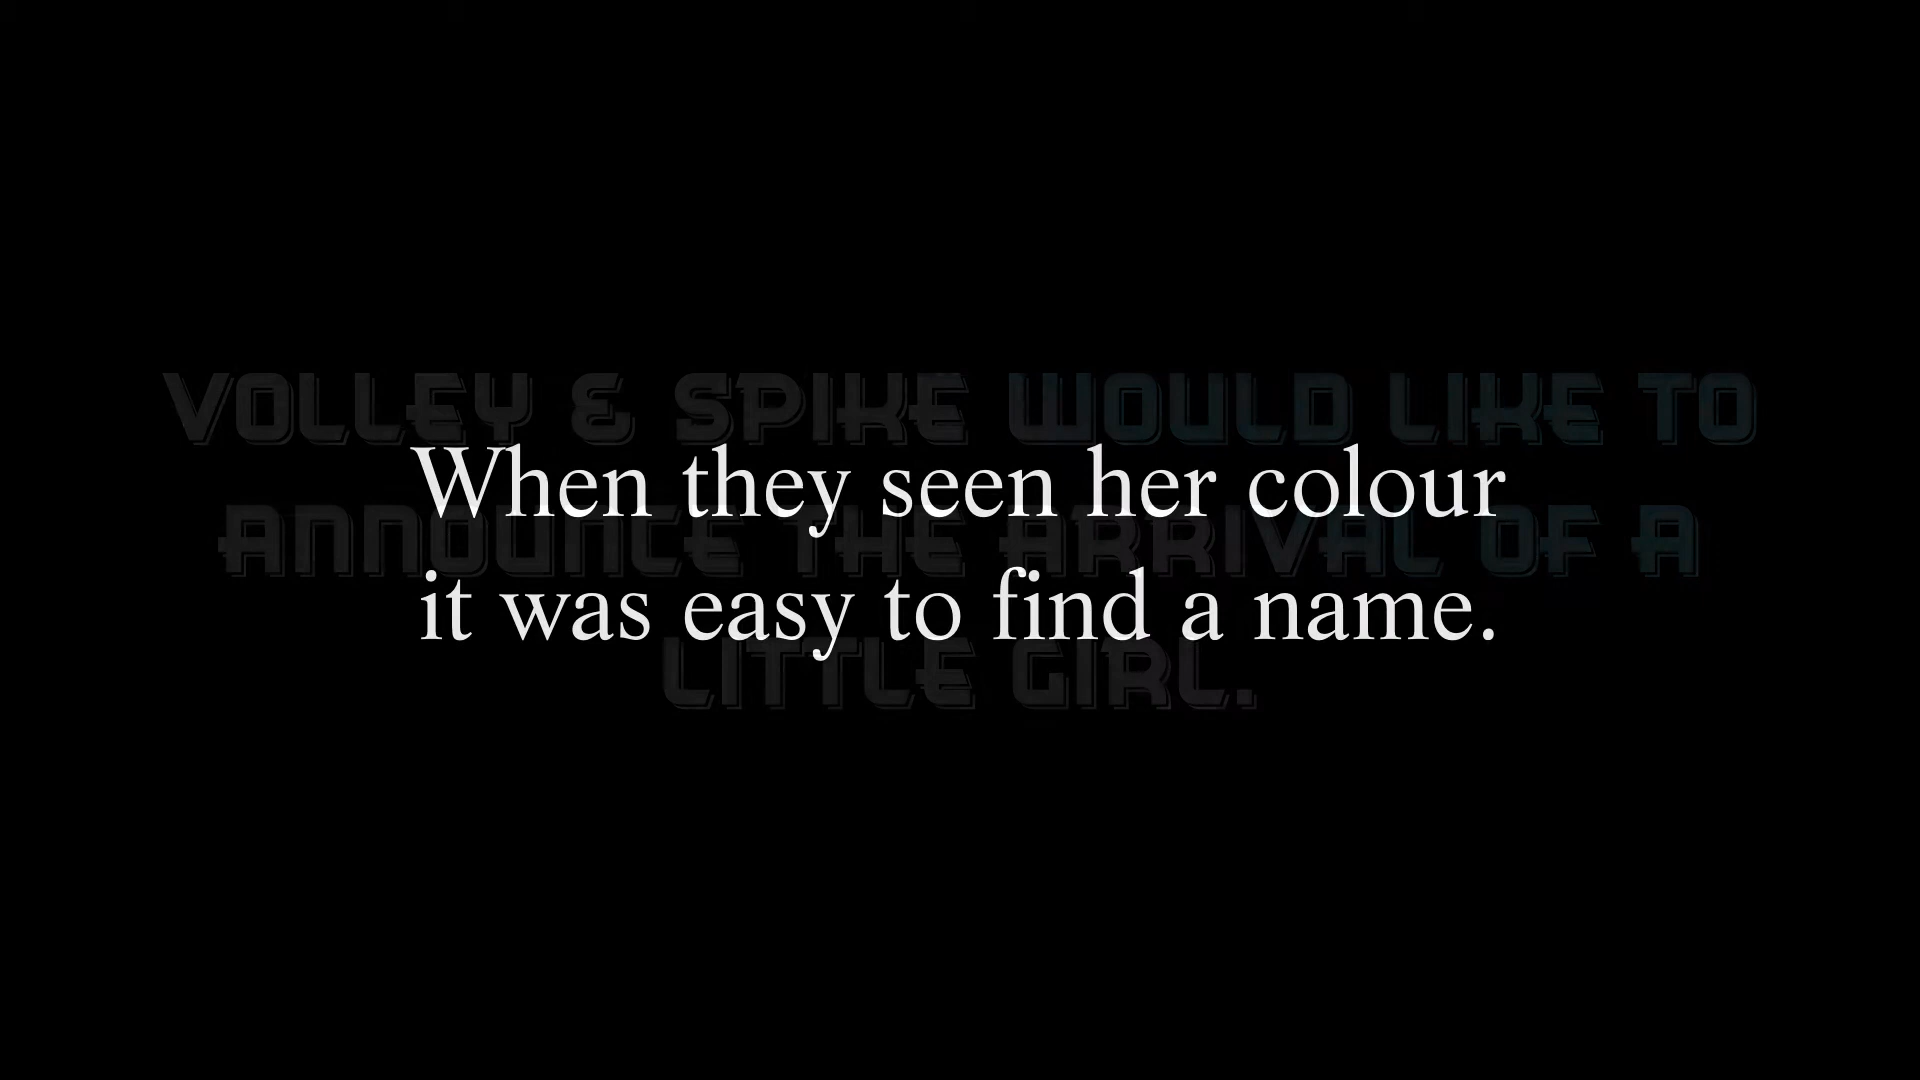 VOLLEY & SPIKE WOULD LIKE TO
When they seen her colour
ANNOUNCE THE ARRIVAL OF A
it was easy to find a name.
LITTLE GIRL.